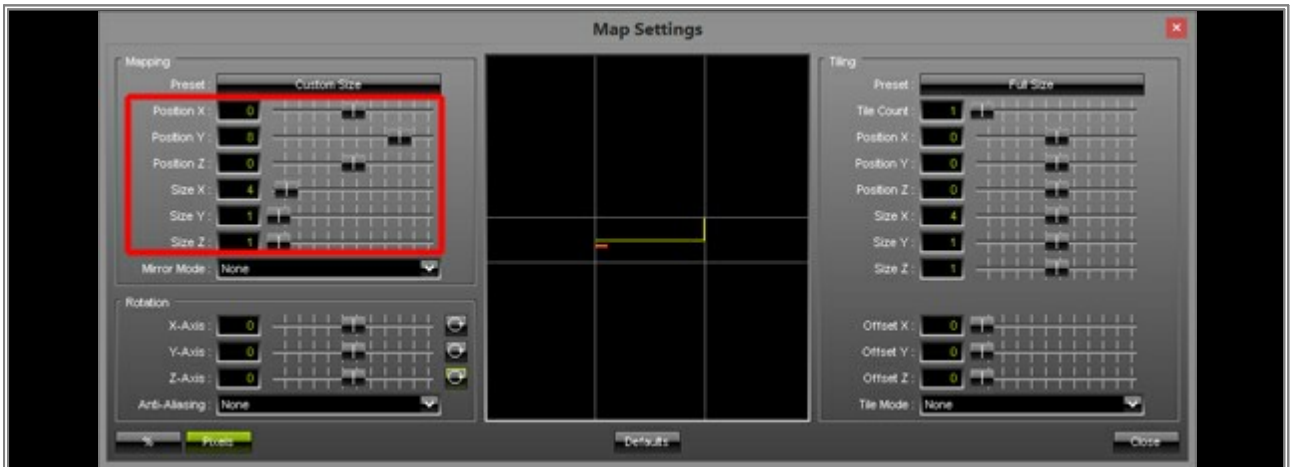 Map Settings
Mapping
Preset : Custom Size
Position X : 0
Position Y : 8
Position Z : 0
Size X : 4
Size Y : 1
Size Z : 1
Mirror Mode : None
Rotation
X-Axis : 0
Y-Axis : 0
Z-Axis : 0
Anti-Aliasing : None
Tiling
Preset : Full Size
Tile Count : 1
Position X : 0
Position Y : 0
Position Z : 0
Size X : 4
Size Y : 1
Size Z : 1
Offset X : 0
Offset Y : 0
Offset Z : 0
Tile Mode : None
% Pixels Defaults Close